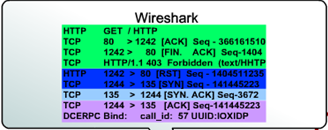 Wireshark
HTTP GET / HTTP
TCP 80 > 1242 [ACK] Seq - 366161510
TCP 1242 > 80 [FIN. ACK] Seq-1404
TCP HTTP/1.1 403 Forbidden (text/HHTP
HTTP 1242 > 80 [RST] Seq - 1404511235
TCP 1244 > 135 [SYN] Seq-141445223
TCP 135 > 1244 [SYN. ACK] Seq-3672
TCP 1244 > 135 [ACK] Seq-141445223
DCERPC Bind: call_id: 57 UUID:IOXIDP